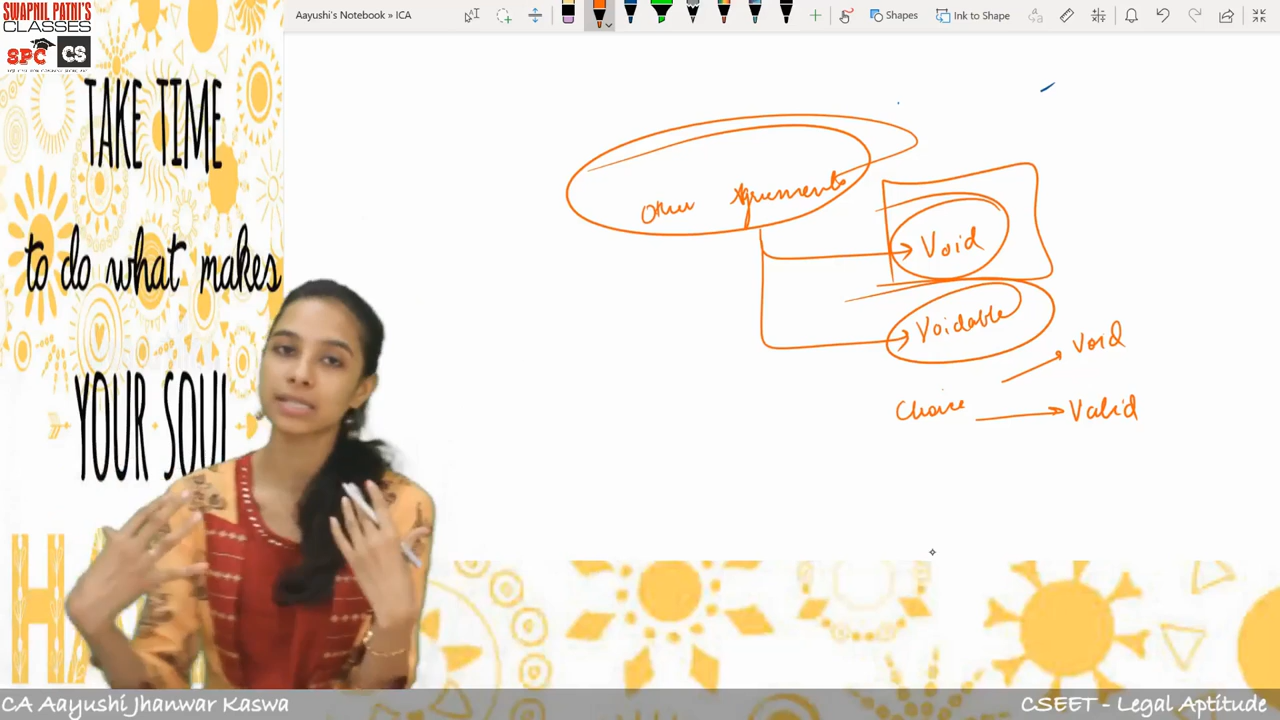 SWAPNIL PATNI'S
CLASSES
SPC CS
Aayushi's Notebook » ICA
Shapes
Ink to Shape
TAKE TIME
to do what makes
YOUR SOUL
HA
Other Agreements
Void
Voidable
Choice
Void
Valid
CA Aayushi Jhanwar Kaswa
CSEET - Legal Aptitude